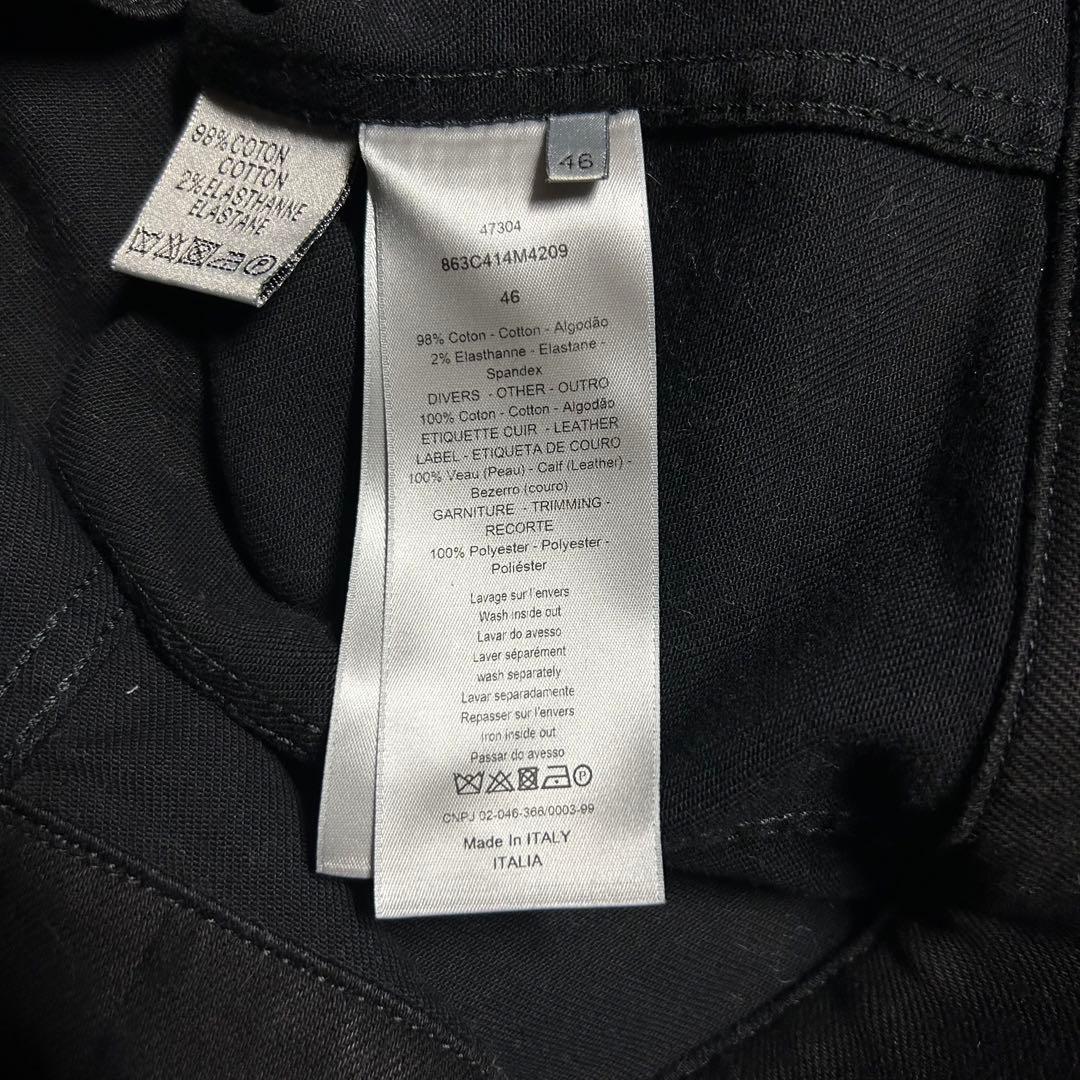 98% COTON
COTTON
2% ELASTHANNE
ELASTANE
46
47304
863C414M4209
46
98% Coton - Cotton - Algodão
2% Elasthanne - Elastane -
Spandex
DIVERS - OTHER - OUTRO
100% Coton - Cotton - Algodão
ETIQUETTE CUIR - LEATHER
LABEL - ETIQUETA DE COURO
100% Veau (Peau) - Calf (Leather) -
Bezerro (couro)
GARNITURE - TRIMMING -
RECORTE
100% Polyester - Polyester -
Poliéster
Lavage sur l'envers
Wash inside out
Lavar do avesso
Laver séparément
wash separately
Lavar separadamente
Repasser sur l'envers
Iron inside out
Passar do avesso
CNPJ 02-046-366/0003-99
Made In ITALY
ITALIA